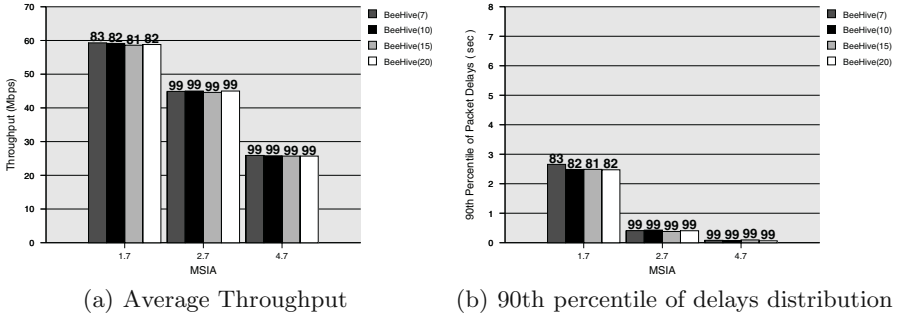 70
60
50
40
30
20
10
0
Throughput (Mbps)
83 82 81 82
99 99 99 99
99 99 99 99
1.7 2.7 4.7
MSIA
BeeHive(7)
BeeHive(10)
BeeHive(15)
BeeHive(20)
(a) Average Throughput
8
7
6
5
4
3
2
1
0
90th Percentile of Packet Delays ( sec )
83 82 81 82
99 99 99 99
99 99 99 99
1.7 2.7 4.7
MSIA
BeeHive(7)
BeeHive(10)
BeeHive(15)
BeeHive(20)
(b) 90th percentile of delays distribution